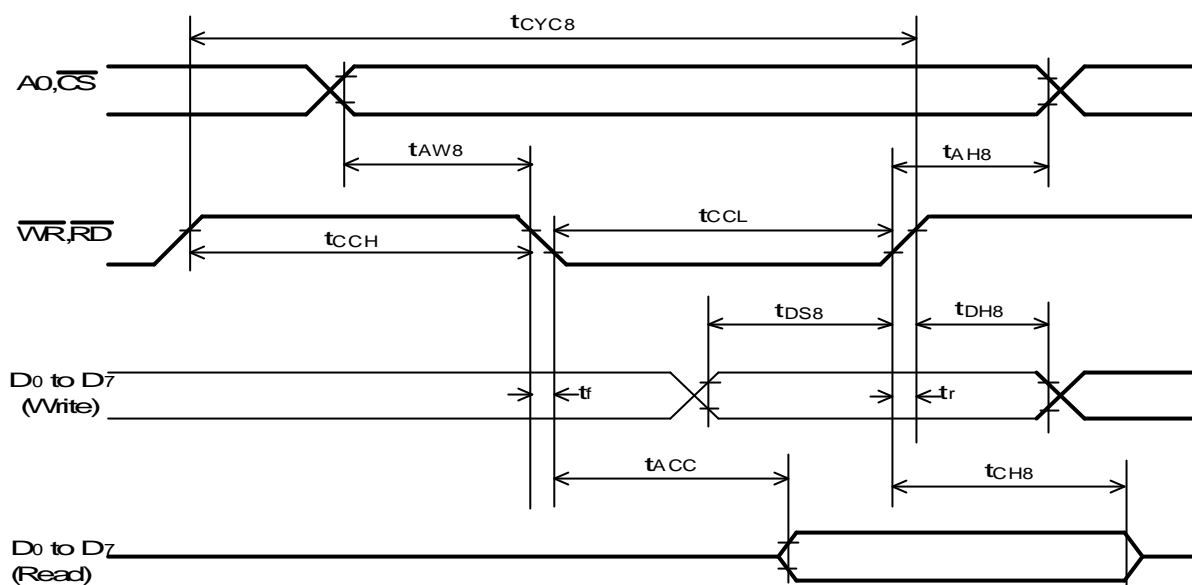 tCYC8
A0,CS
tAW8
tAH8
WR,RD
tCCL
tCCH
tDS8
tDH8
D0 to D7
(Write)
tf
tr
tACC
tCH8
D0 to D7
(Read)